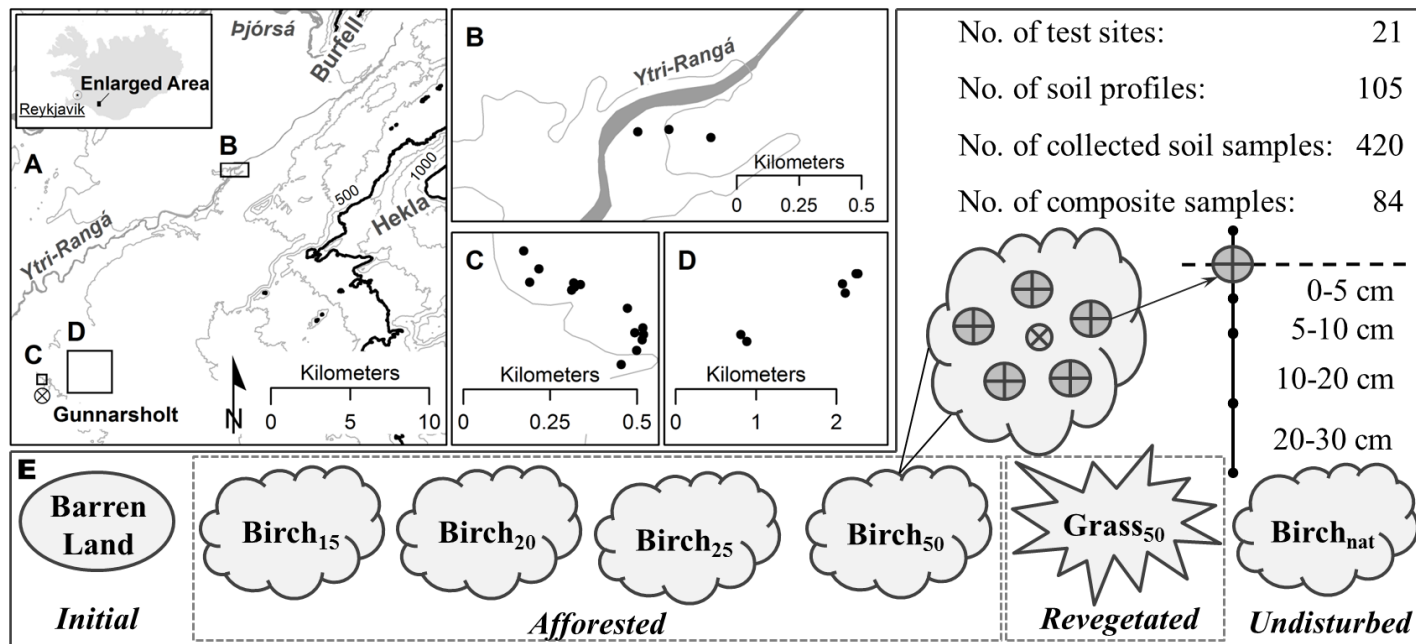 Þjórsá
Burfell
Enlarged Area
Reykjavik
A
B
500
1000
Hekla
Ytri-Rangá
D
C
Gunnarsholt
N
Kilometers
0 5 10
B
Ytri-Rangá
Kilometers
0 0.25 0.5
C
Kilometers
0 0.25 0.5
D
Kilometers
0 1 2
No. of test sites: 21
No. of soil profiles: 105
No. of collected soil samples: 420
No. of composite samples: 84
0-5 cm
5-10 cm
10-20 cm
20-30 cm
E
Barren
Land
Birch15
Birch20
Birch25
Birch50
Grass50
Birchnat
Initial
Afforested
Revegetated
Undisturbed